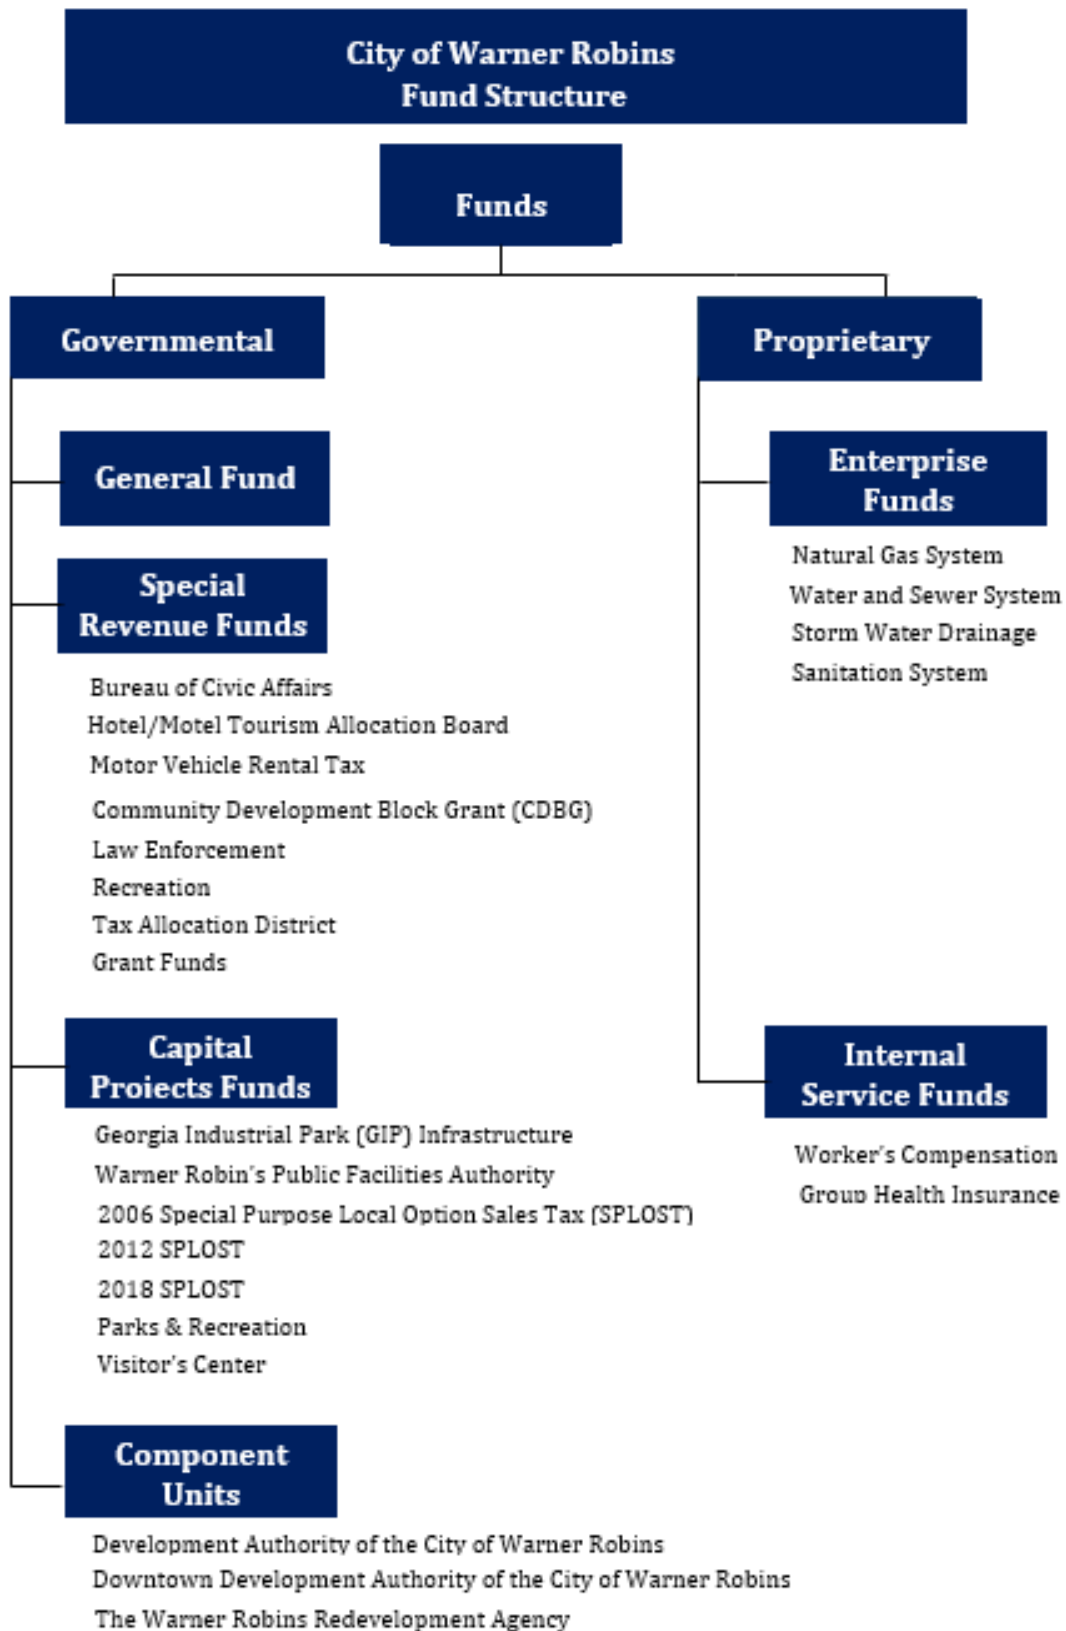 City of Warner Robins
Fund Structure
Funds
Governmental
General Fund
Special
Revenue Funds
Bureau of Civic Affairs
Hotel/Motel Tourism Allocation Board
Motor Vehicle Rental Tax
Community Development Block Grant (CDBG)
Law Enforcement
Recreation
Tax Allocation District
Grant Funds
Capital
Projects Funds
Georgia Industrial Park (GIP) Infrastructure
Warner Robin's Public Facilities Authority
2006 Special Purpose Local Option Sales Tax (SPLOST)
2012 SPLOST
2018 SPLOST
Parks & Recreation
Visitor's Center
Component
Units
Development Authority of the City of Warner Robins
Downtown Development Authority of the City of Warner Robins
The Warner Robins Redevelopment Agency
Proprietary
Enterprise
Funds
Natural Gas System
Water and Sewer System
Storm Water Drainage
Sanitation System
Internal
Service Funds
Worker's Compensation
Group Health Insurance